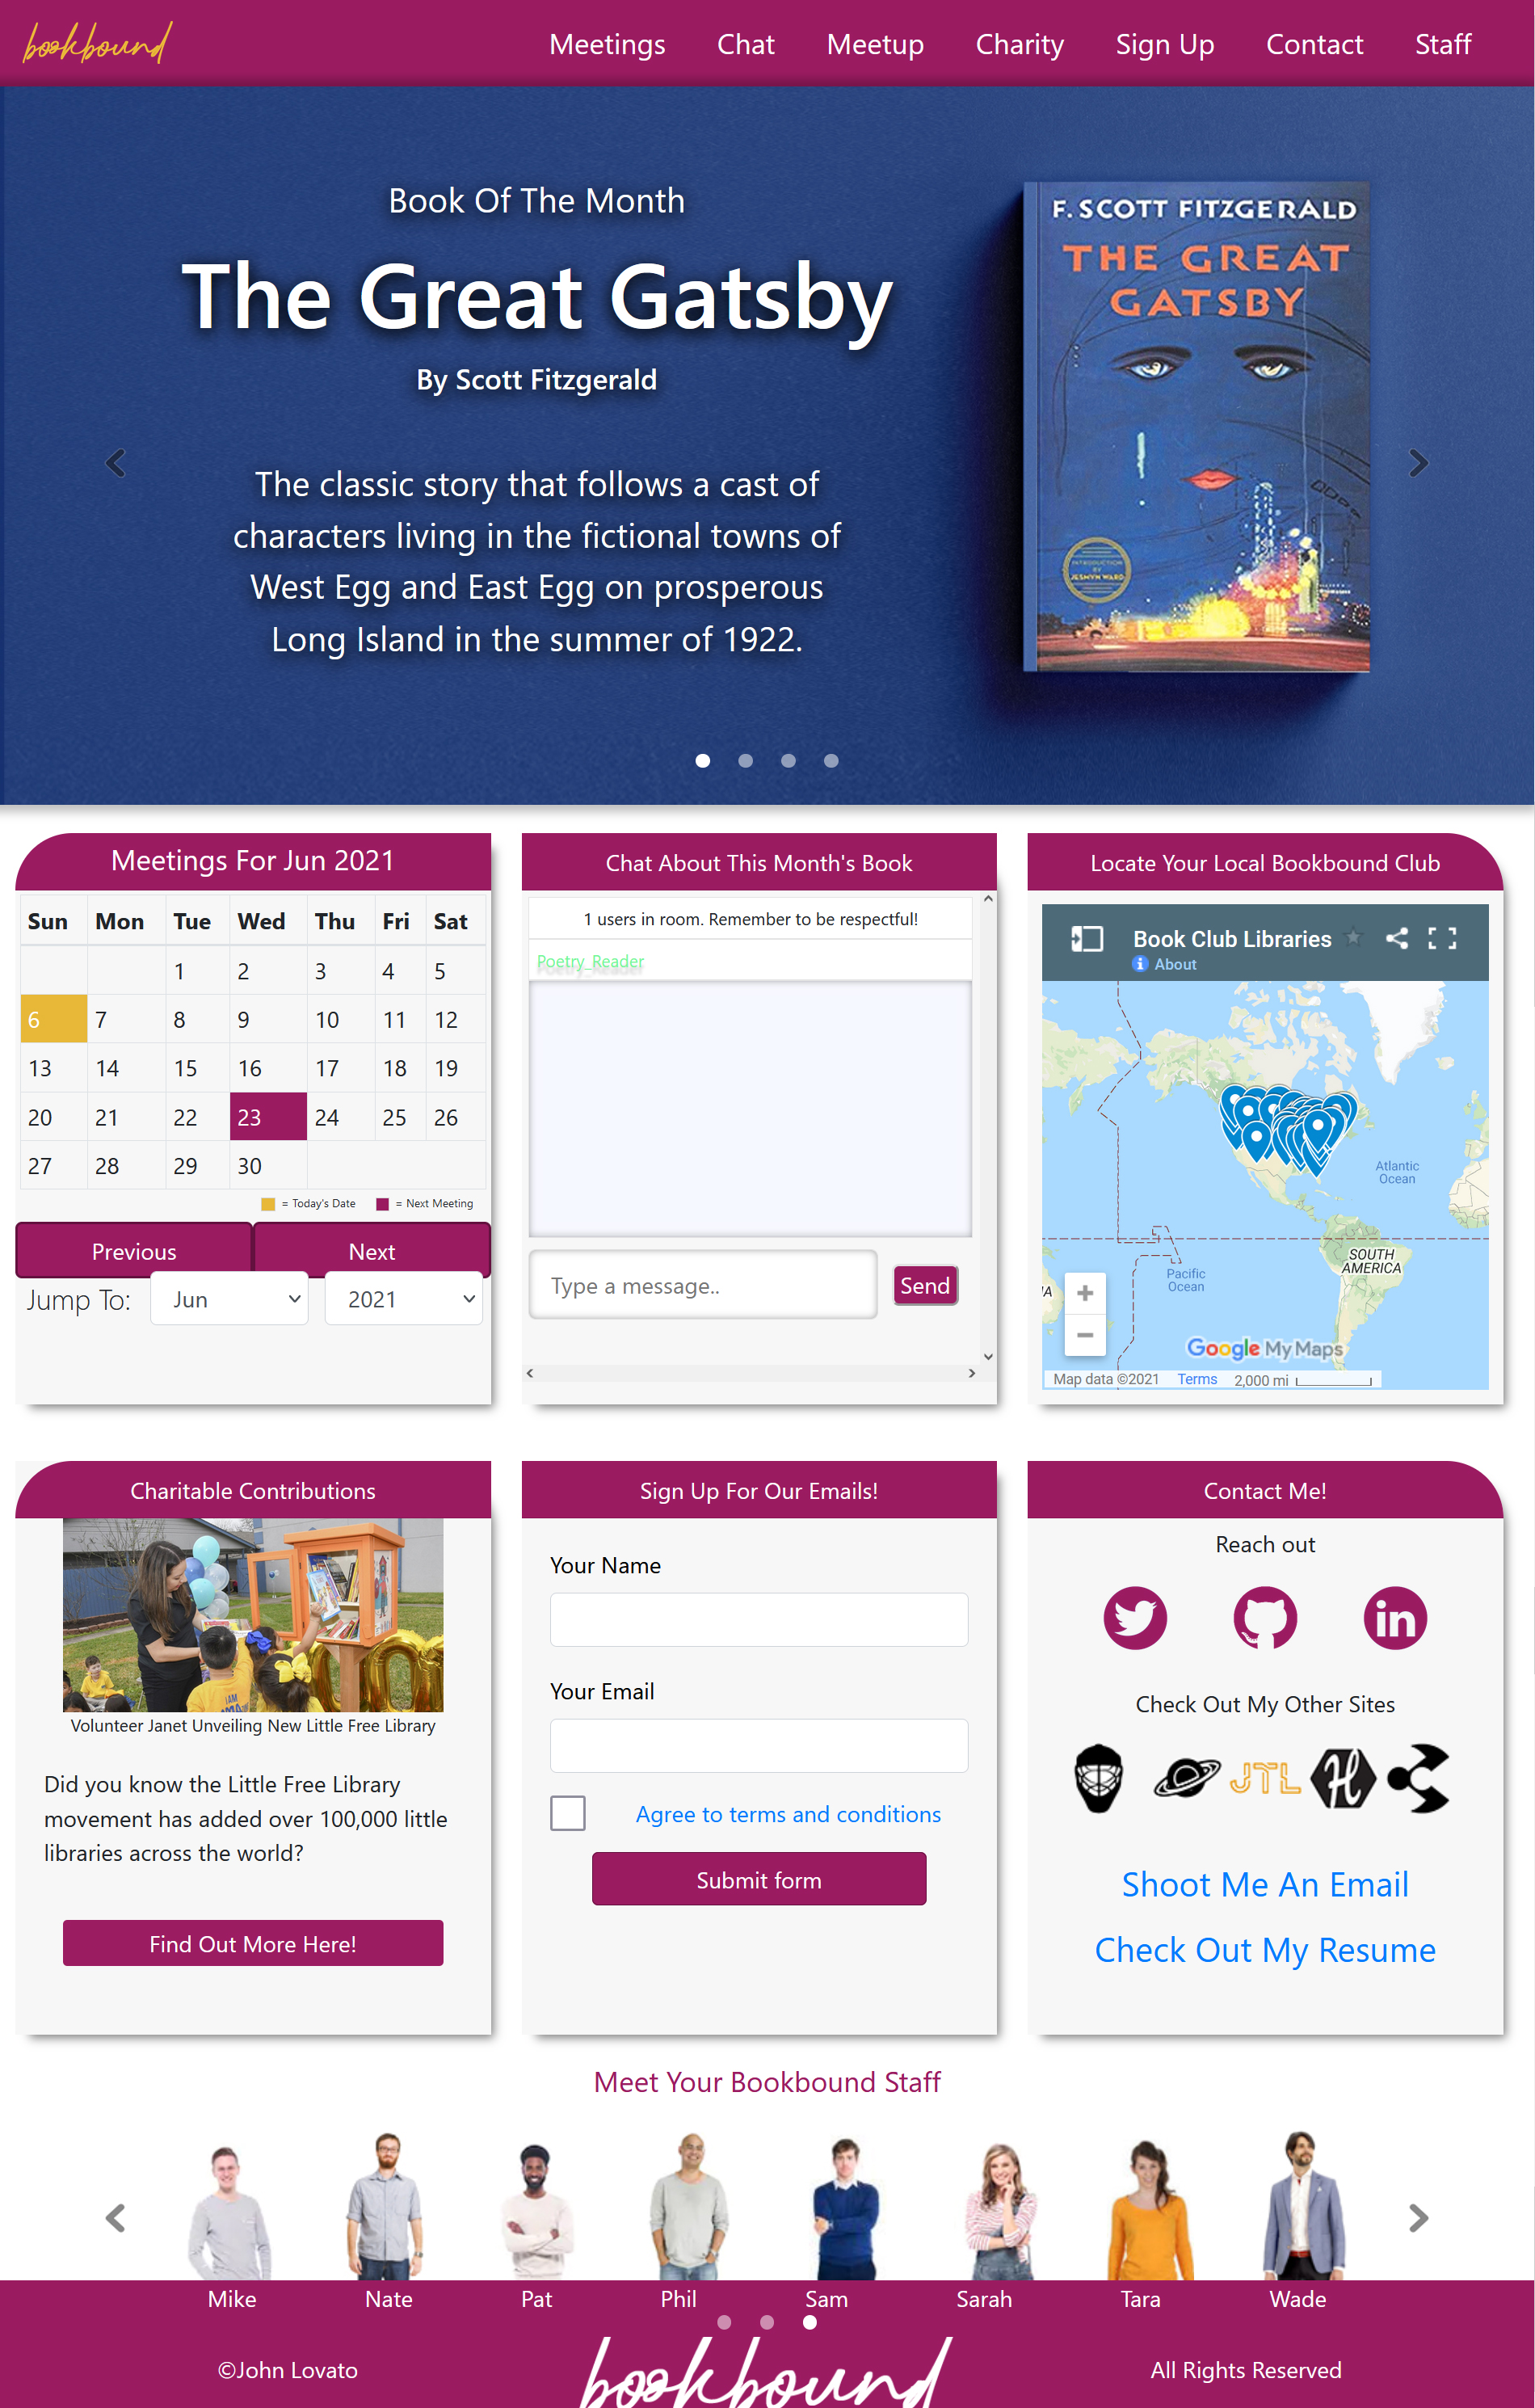 bookbound
Meetings Chat Meetup Charity Sign Up Contact Staff
Book Of The Month
The Great Gatsby
By Scott Fitzgerald
The classic story that follows a cast of
characters living in the fictional towns of
West Egg and East Egg on prosperous
Long Island in the summer of 1922.
F. SCOTT FITZGERALD
THE GREAT
GATSBY
INTRODUCTION
BY
JESMYN WARD
Meetings For Jun 2021
Sun Mon Tue Wed Thu Fri Sat
1 2 3 4 5
6 7 8 9 10 11 12
13 14 15 16 17 18 19
20 21 22 23 24 25 26
27 28 29 30
= Today's Date = Next Meeting
Previous Next
Jump To: Jun 2021
Chat About This Month's Book
1 users in room. Remember to be respectful!
Poetry_Reader
Type a message..
Send
Locate Your Local Bookbound Club
Book Club Libraries
About
Atlantic
Ocean
SOUTH
AMERICA
Pacific
Ocean
IA
Google My Maps
Map data ©2021 Terms 2,000 mi
Charitable Contributions
I AM
Volunteer Janet Unveiling New Little Free Library
Did you know the Little Free Library
movement has added over 100,000 little
libraries across the world?
Find Out More Here!
Sign Up For Our Emails!
Your Name
Your Email
Agree to terms and conditions
Submit form
Contact Me!
Reach out
in
Check Out My Other Sites
JTL H
Shoot Me An Email
Check Out My Resume
Meet Your Bookbound Staff
Mike Nate Pat Phil Sam Sarah Tara Wade
©John Lovato
bookbound
All Rights Reserved